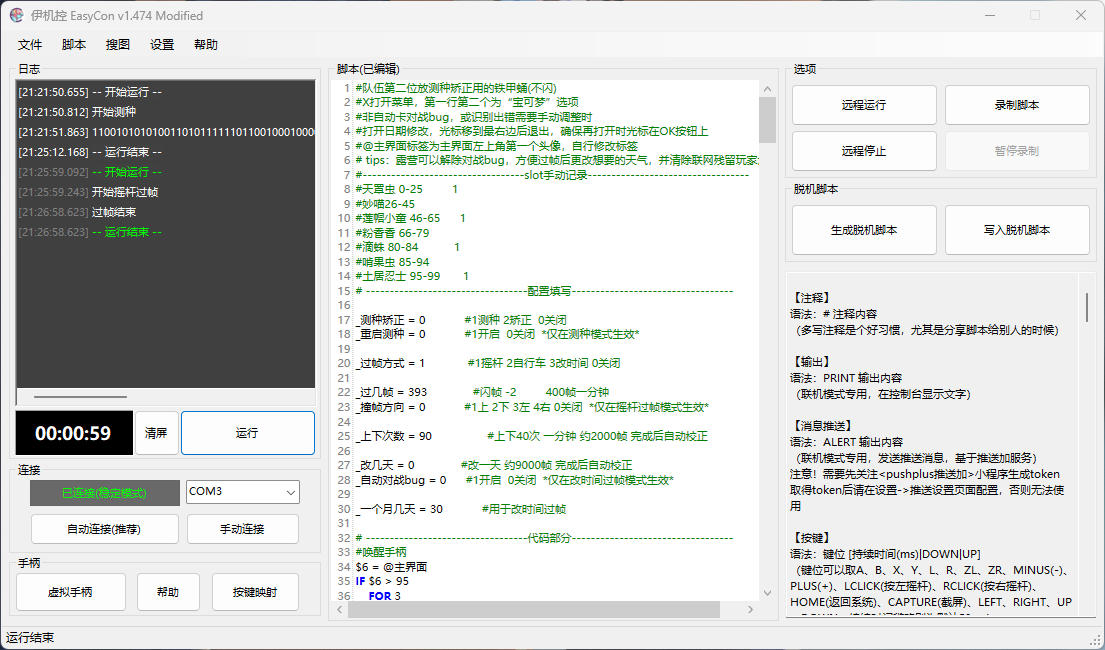 伊机控 EasyCon v1.474 Modified
文件 脚本 搜图 设置 帮助
日志
[21:21:50.655] -- 开始运行 --
[21:21:50.812] 开始测种
[21:21:51.863]
[21:25:12.168] -- 运行结束 --
[21:25:59.092] -- 开始运行 --
[21:25:59.243] 开始摇杆过帧
[21:26:58.623] 过帧结束
[21:26:58.623] -- 运行结束 --
00:00:59
清屏
运行
连接
已连接(稳定模式)
COM3
自动连接(推荐)
手动连接
手柄
虚拟手柄
帮助
按键映射
运行结束
脚本(已编辑)
1 #队伍第二位放测种矫正用的铁甲蛹(不闪)
2 #X打开菜单，第一行第二个为“宝可梦”选项
3 #非自动卡对战bug，或识别出错需要手动调整时
4 #打开日期修改，光标移到最右边后退出，确保再打开时光标在OK按钮上
5 #@主界面标签为主界面左上角第一个头像，自行修改标签
6 # tips：露营可以解除对战bug，方便过帧后更改想要的天气，并清除联网残留玩家
7 #-----------------------------------slot手动记录-----------------------------------
8 #天罩虫 0-25 1
9 #妙喵26-45
10 #莲帽小童 46-65 1
11 #粉香香 66-79
12 #滴蛛 80-84 1
13 #啃果虫 85-94
14 #土居忍士 95-99 1
15 # -----------------------------------配置填写-----------------------------------
16
17 _测种矫正 = 0 #1测种 2矫正 0关闭
18 _重启测种 = 0 #1开启 0关闭 *仅在测种模式生效*
19
20 _过帧方式 = 1 #1摇杆 2自行车 3改时间 0关闭
21
22 _过几帧 = 393 #闪帧 -2 400帧一分钟
23 _撞帧方向 = 0 #1上 2下 3左 4右 0关闭 *仅在摇杆过帧模式生效*
24
25 _上下次数 = 90 #上下40次 一分钟 约2000帧 完成后自动校正
26
27 _改几天 = 0 #改一天 约9000帧 完成后自动校正
28 _自动对战bug = 0 #1开启 0关闭 *仅在改时间过帧模式生效*
29
30 _一个月几天 = 30 #用于改时间过帧
31
32 # -----------------------------------代码部分-----------------------------------
33 #唤醒手柄
34 $6 = @主界面
35 IF $6 > 95
36 FOR 3
选项
远程运行
录制脚本
远程停止
暂停录制
脱机脚本
生成脱机脚本
写入脱机脚本
【注释】
语法：# 注释内容
（多写注释是个好习惯，尤其是分享脚本给别人的时候）
【输出】
语法：PRINT 输出内容
（联机模式专用，在控制台显示文字）
【消息推送】
语法：ALERT 输出内容
（联机模式专用，发送推送消息，基于推送加服务）
注意！需要先关注<pushplus推送加>小程序生成token
取得token后请在设置->推送设置页面配置，否则无法使
用
【按键】
语法：键位 [持续时间(ms)|DOWN|UP]
（键位可以取A、B、X、Y、L、R、ZL、ZR、MINUS(-)、
PLUS(+)、LCLICK(按左摇杆)、RCLICK(按右摇杆)、
HOME(返回系统)、CAPTURE(截屏)、LEFT、RIGHT、UP